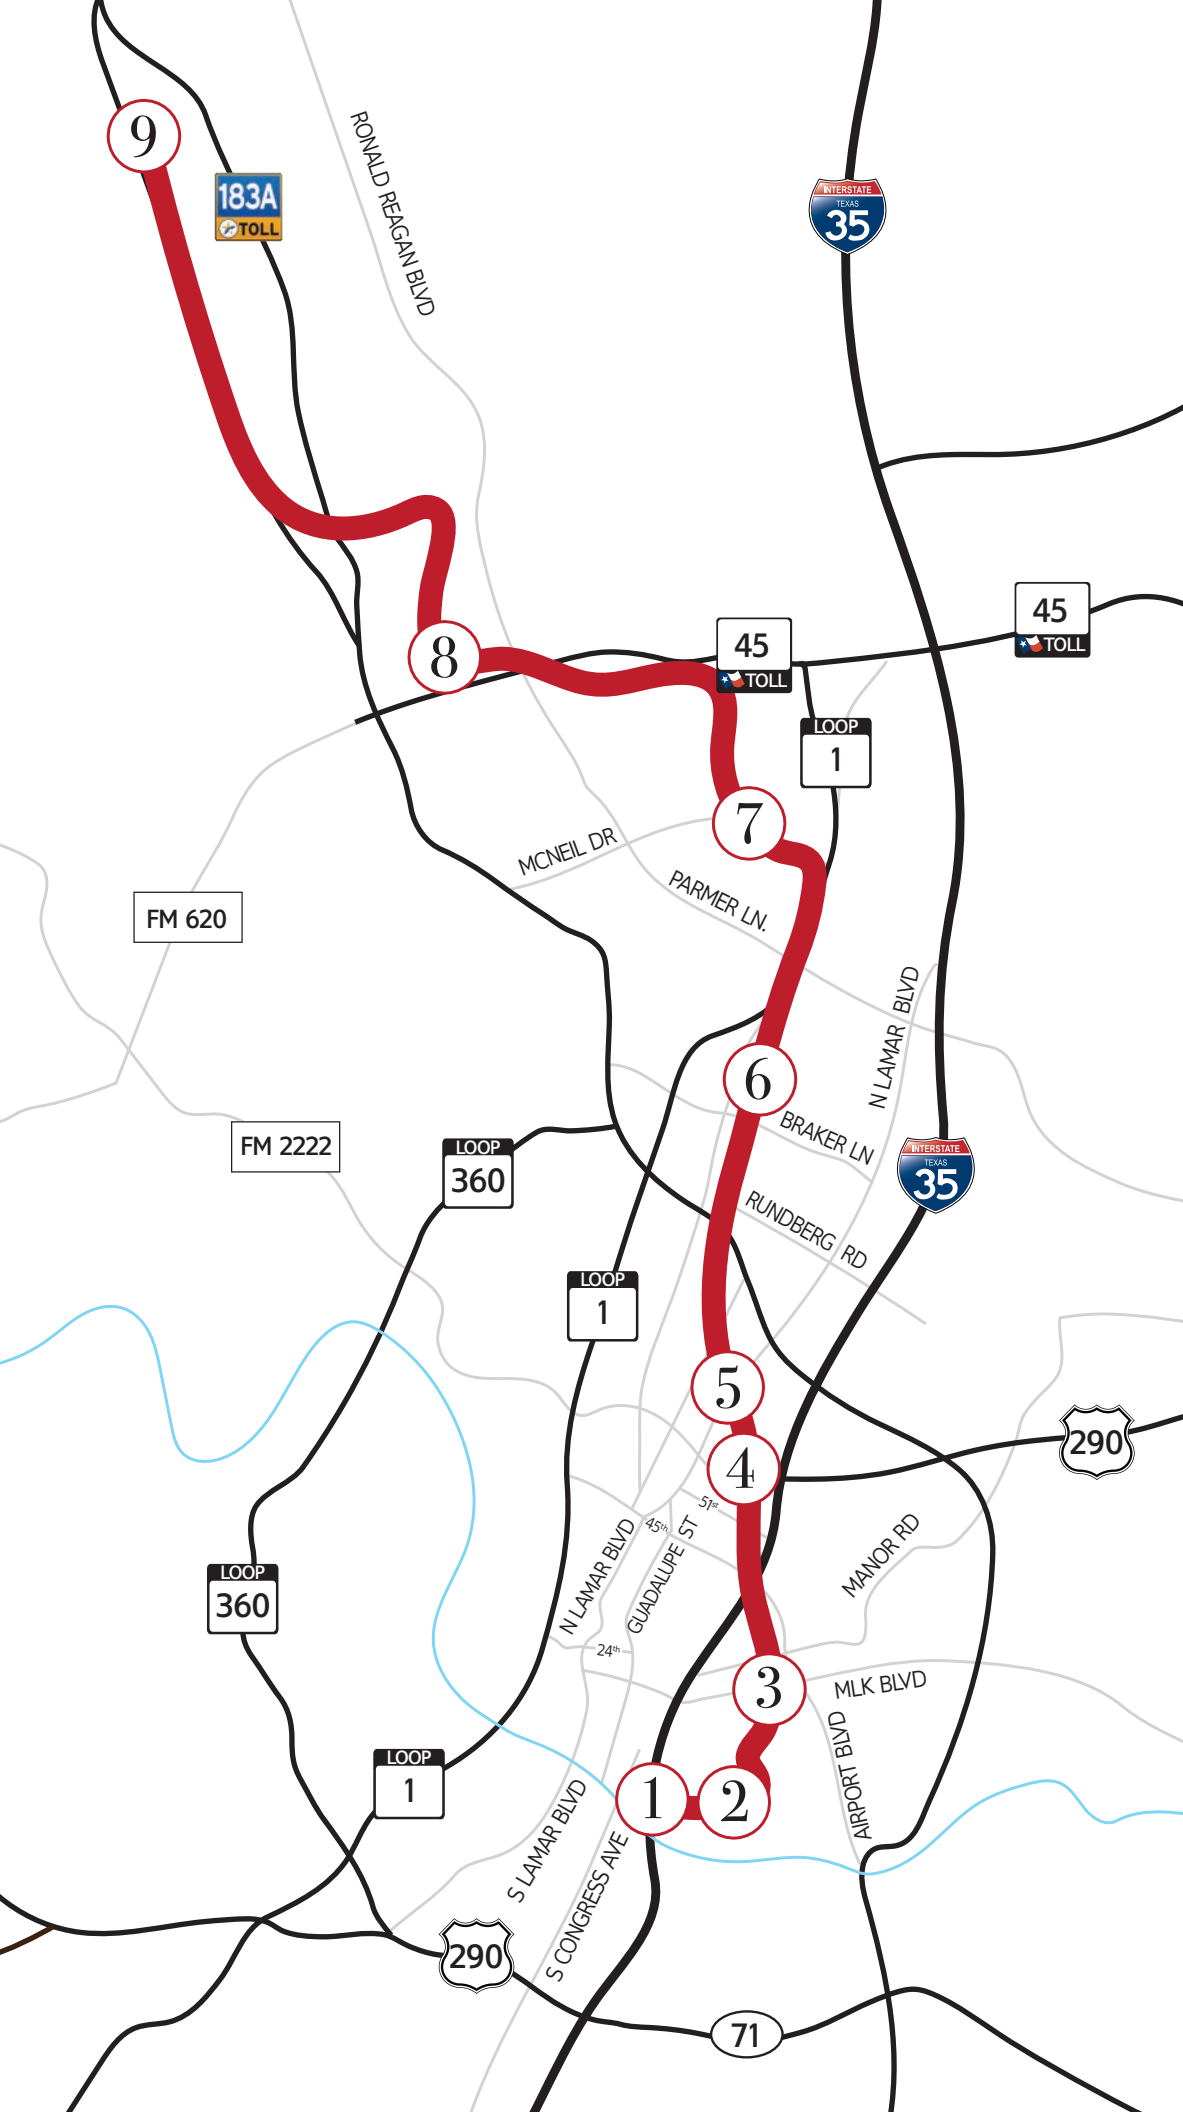 9
183A
TOLL
RONALD REAGAN BLVD
INTERSTATE
TEXAS
35
8
45
TOLL
45
TOLL
LOOP
1
7
MCNEIL DR
PARMER LN.
FM 620
N LAMAR BLVD
6
BRAKER LN
FM 2222
LOOP
360
INTERSTATE
TEXAS
35
RUNDBERG RD
LOOP
1
5
290
4
51st
45th
N LAMAR BLVD
GUADALUPE ST
MANOR RD
LOOP
360
24th
3
MLK BLVD
AIRPORT BLVD
LOOP
1
1
2
S LAMAR BLVD
S CONGRESS AVE
290
71